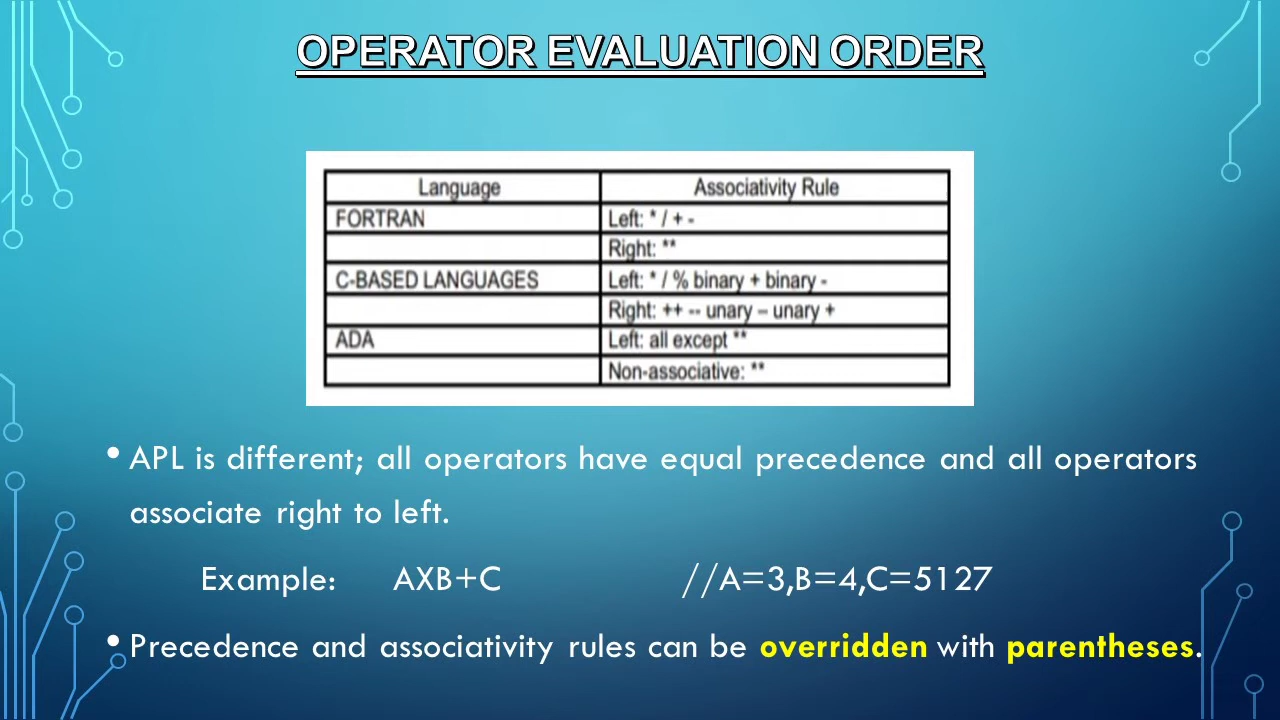 OPERATOR EVALUATION ORDER
Language Associativity Rule
FORTRAN Left: * / + -
Right: **
C-BASED LANGUAGES Left: * / % binary + binary -
Right: ++ -- unary – unary +
ADA Left: all except **
Non-associative: **
• APL is different; all operators have equal precedence and all operators
associate right to left.
Example: AXB+C //A=3,B=4,C=5127
• Precedence and associativity rules can be overridden with parentheses.